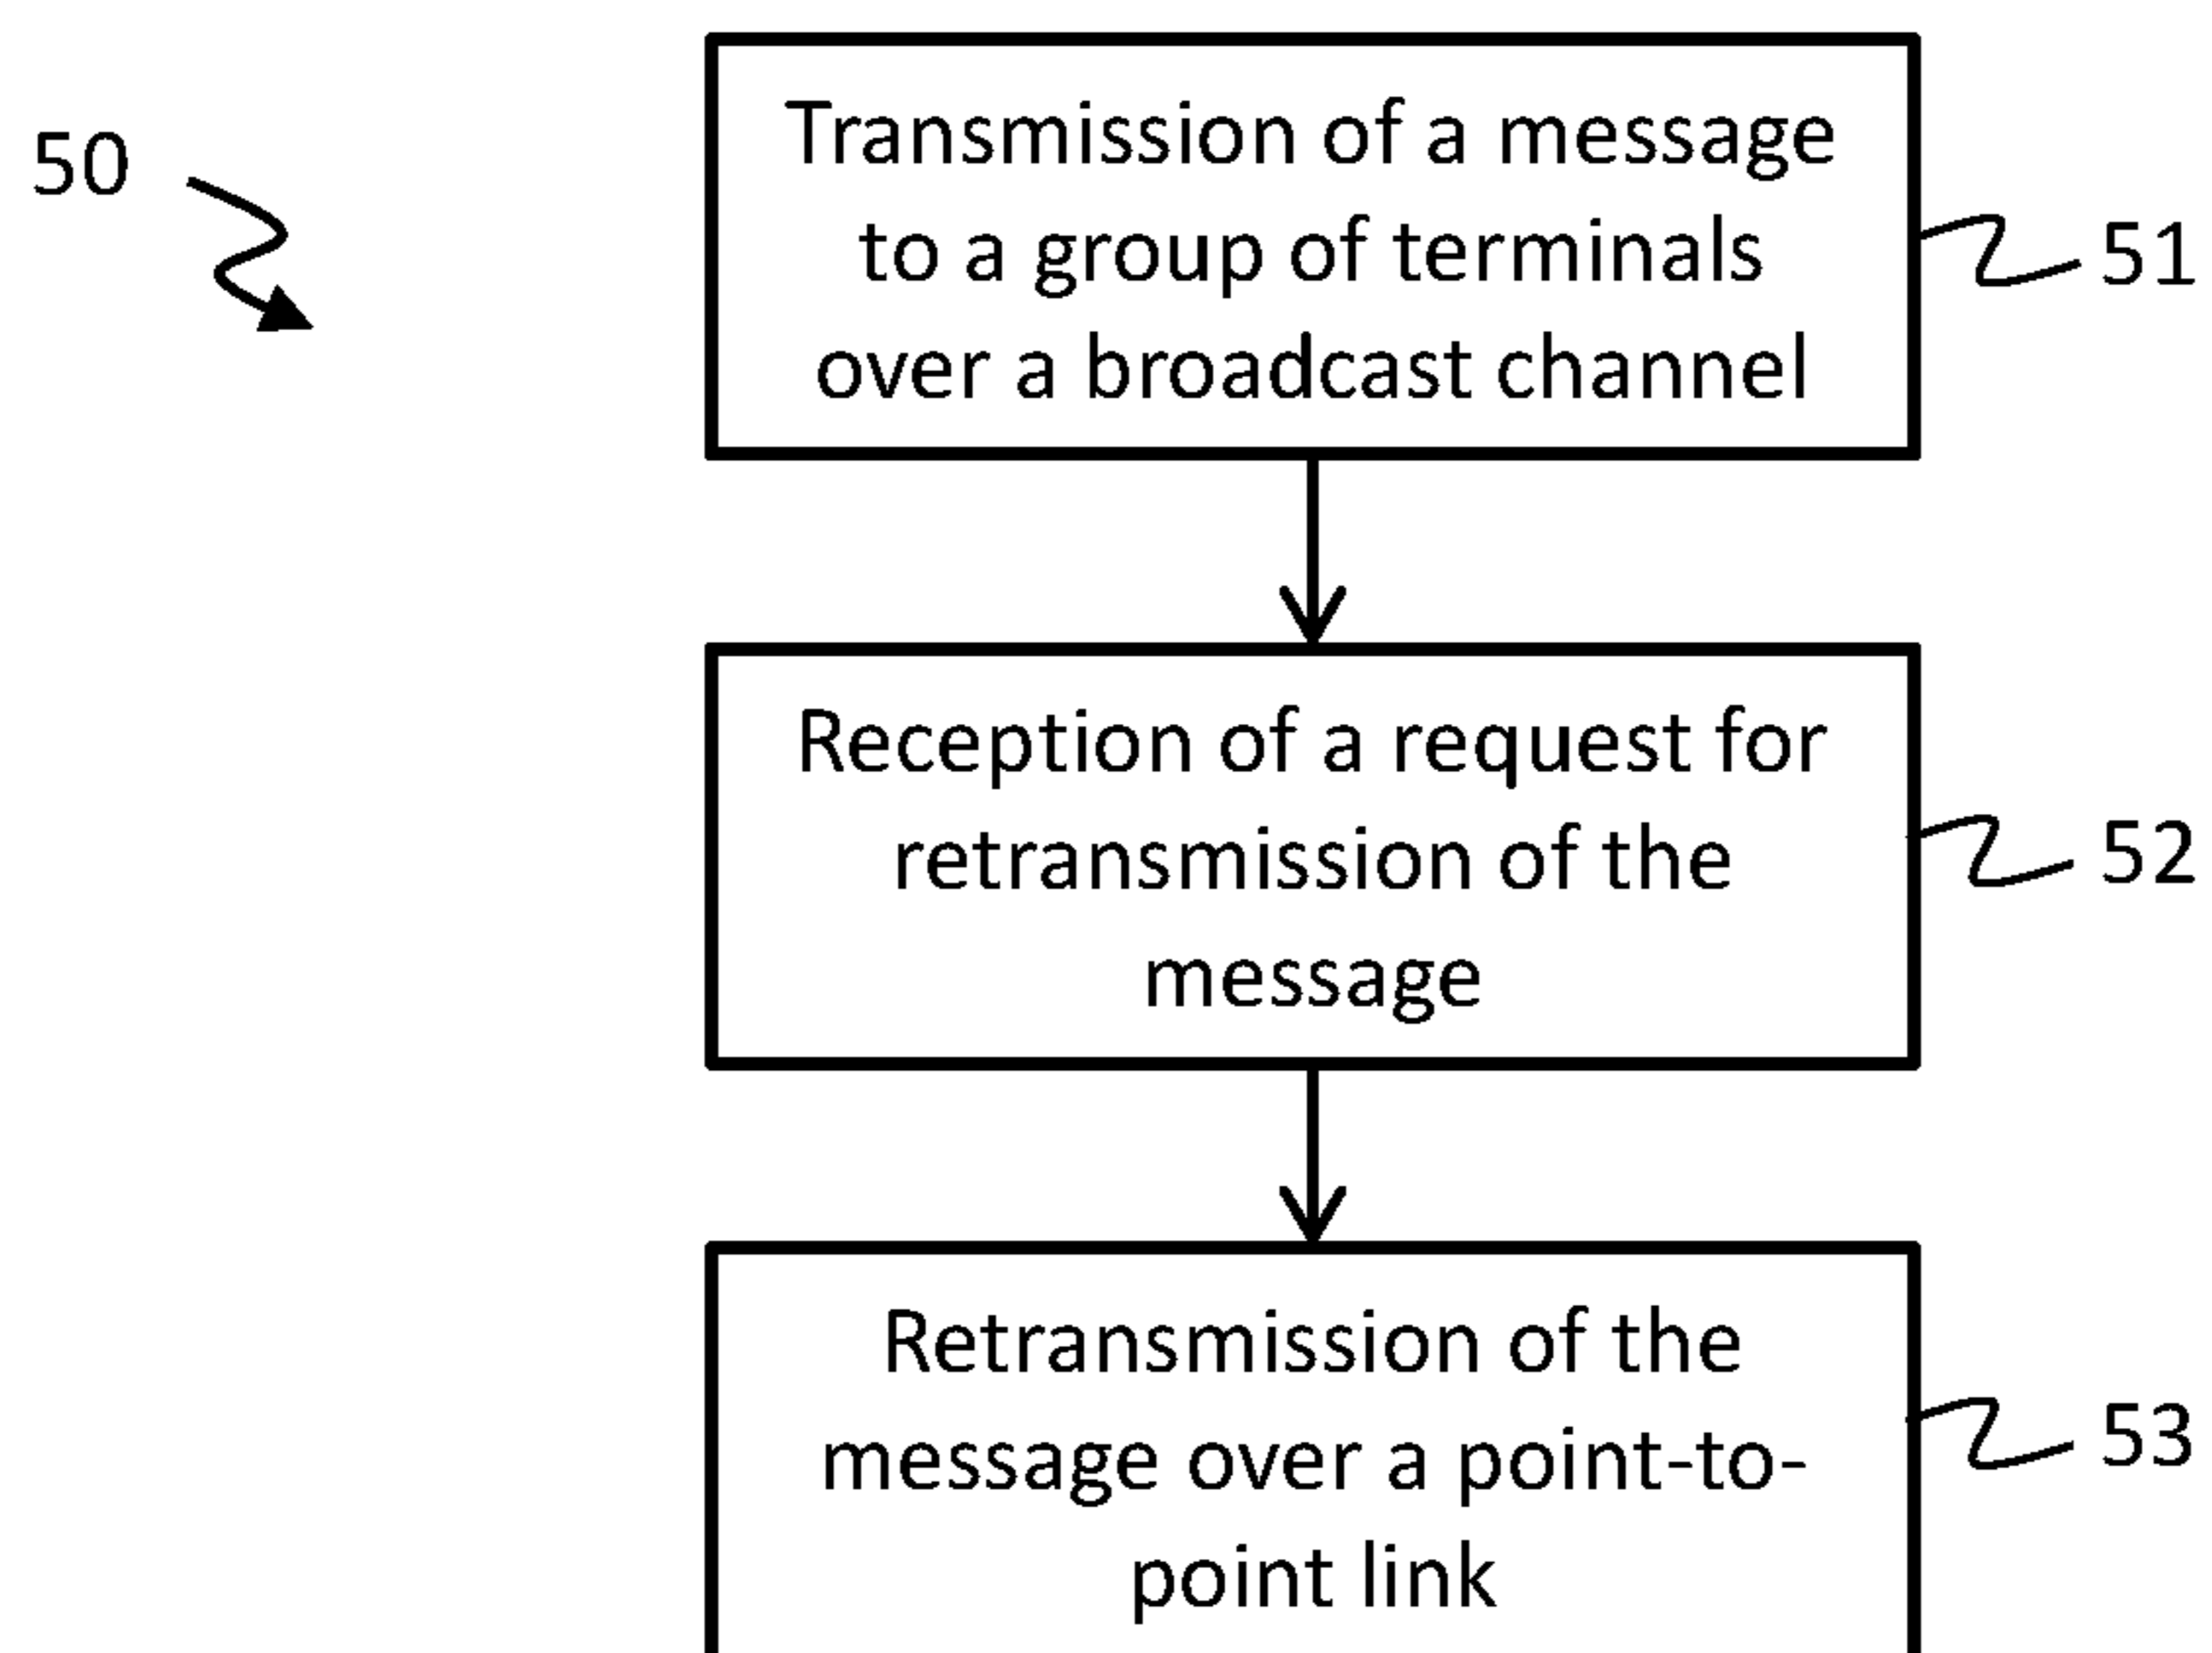 50
Transmission of a message
to a group of terminals
over a broadcast channel
51
Reception of a request for
retransmission of the
message
52
Retransmission of the
message over a point-to-
point link
53